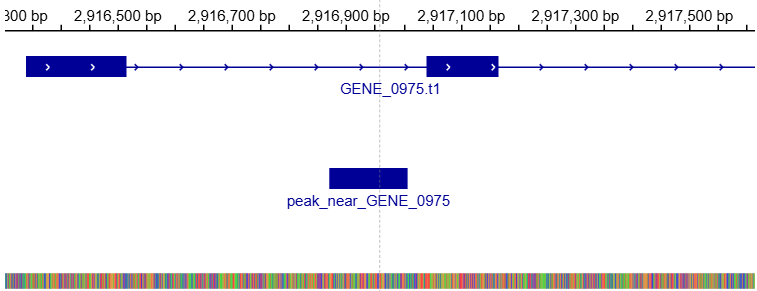 300 bp 2,916,500 bp 2,916,700 bp 2,916,900 bp 2,917,100 bp 2,917,300 bp 2,917,500 bp
GENE_0975.t1
peak_near_GENE_0975